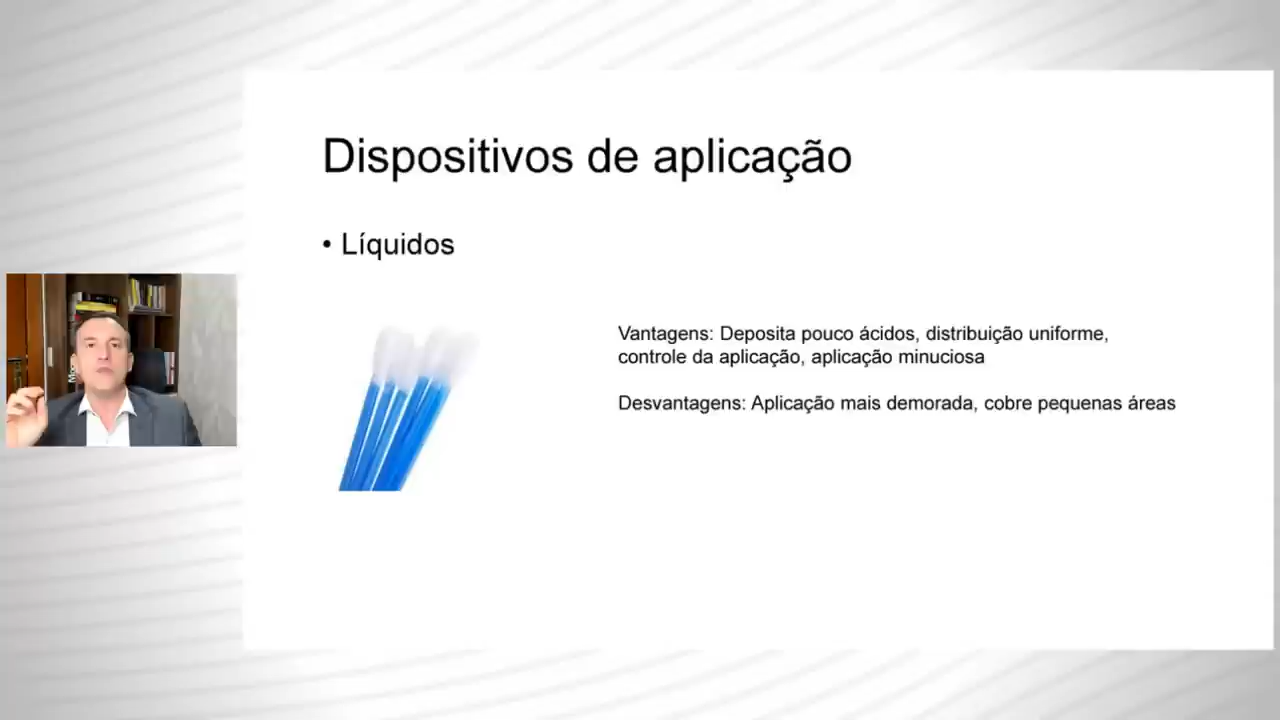 Dispositivos de aplicação
• Líquidos
Vantagens: Deposita pouco ácidos, distribuição uniforme,
controle da aplicação, aplicação minuciosa
Desvantagens: Aplicação mais demorada, cobre pequenas áreas